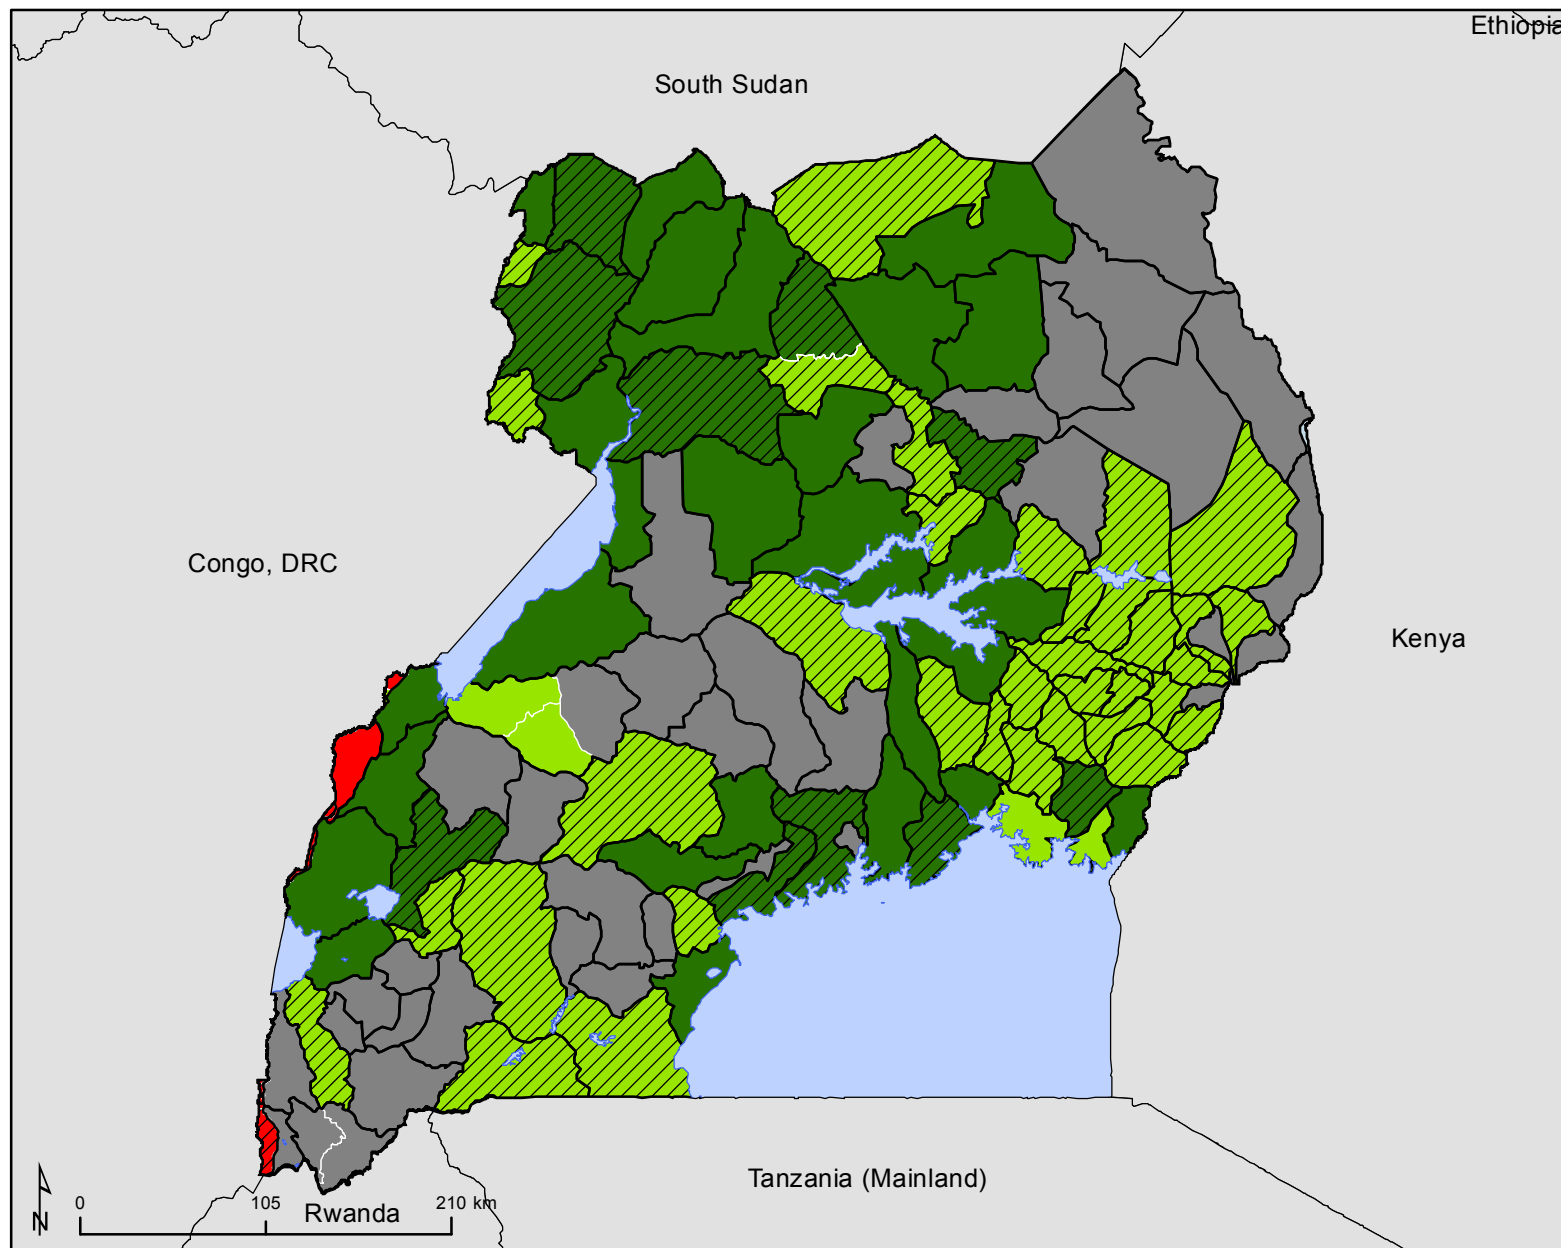 Ethiopia
South Sudan
Congo, DRC
Kenya
Tanzania (Mainland)
0 105 210 km
Rwanda
N